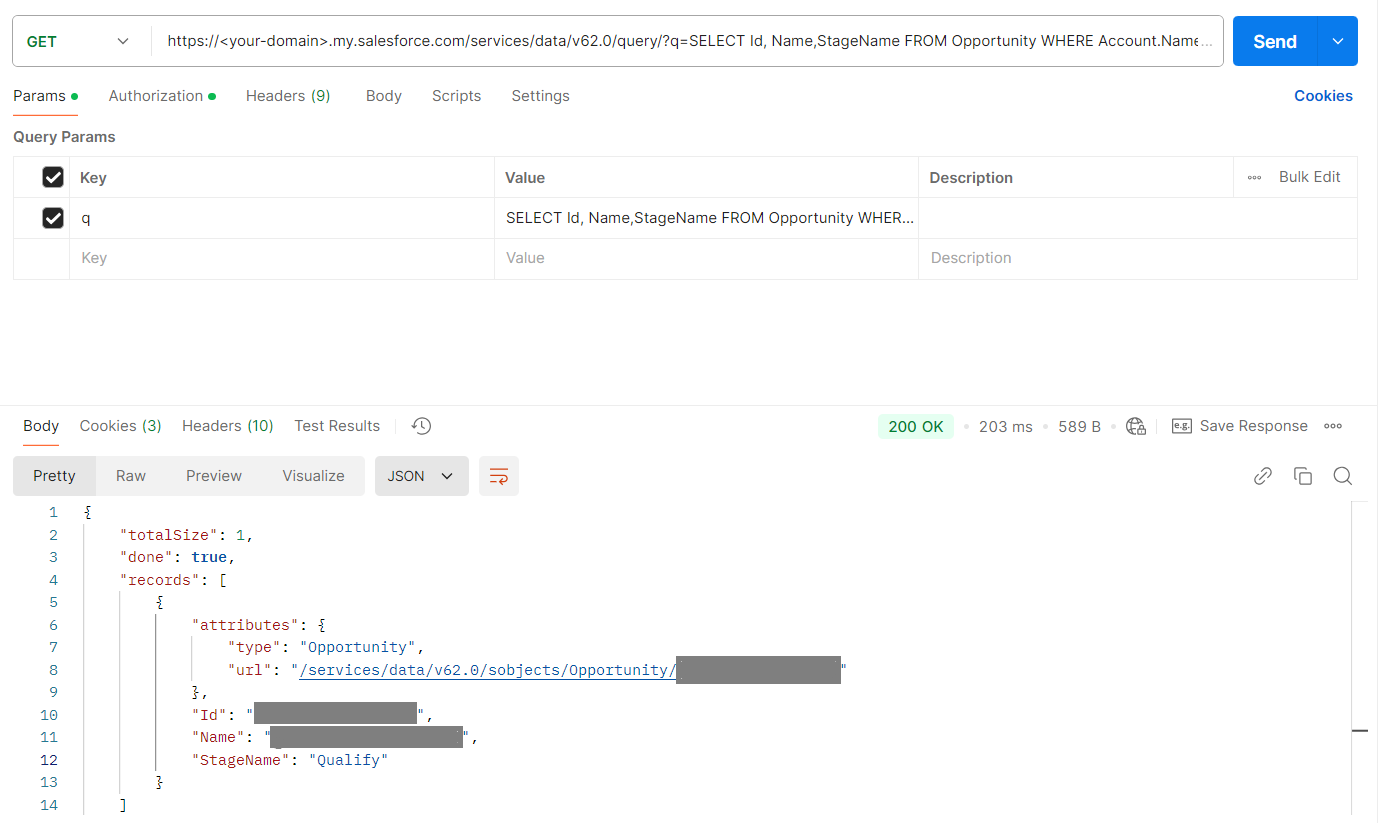 GET https://<your-domain>.my.salesforce.com/services/data/v62.0/query/?q=SELECT Id, Name,StageName FROM Opportunity WHERE Account.Name... Send
Params Authorization Headers (9) Body Scripts Settings Cookies
Query Params
Key Value Description Bulk Edit
q SELECT Id, Name,StageName FROM Opportunity WHER...
Key Value Description
Body Cookies (3) Headers (10) Test Results 200 OK 203 ms 589 B e.g. Save Response
Pretty Raw Preview Visualize JSON
1 {
2 "totalSize": 1,
3 "done": true,
4 "records": [
5 {
6 "attributes": {
7 "type": "Opportunity",
8 "url": "/services/data/v62.0/sobjects/Opportunity/"
9 },
10 "Id": "",
11 "Name": "",
12 "StageName": "Qualify"
13 }
14 ]